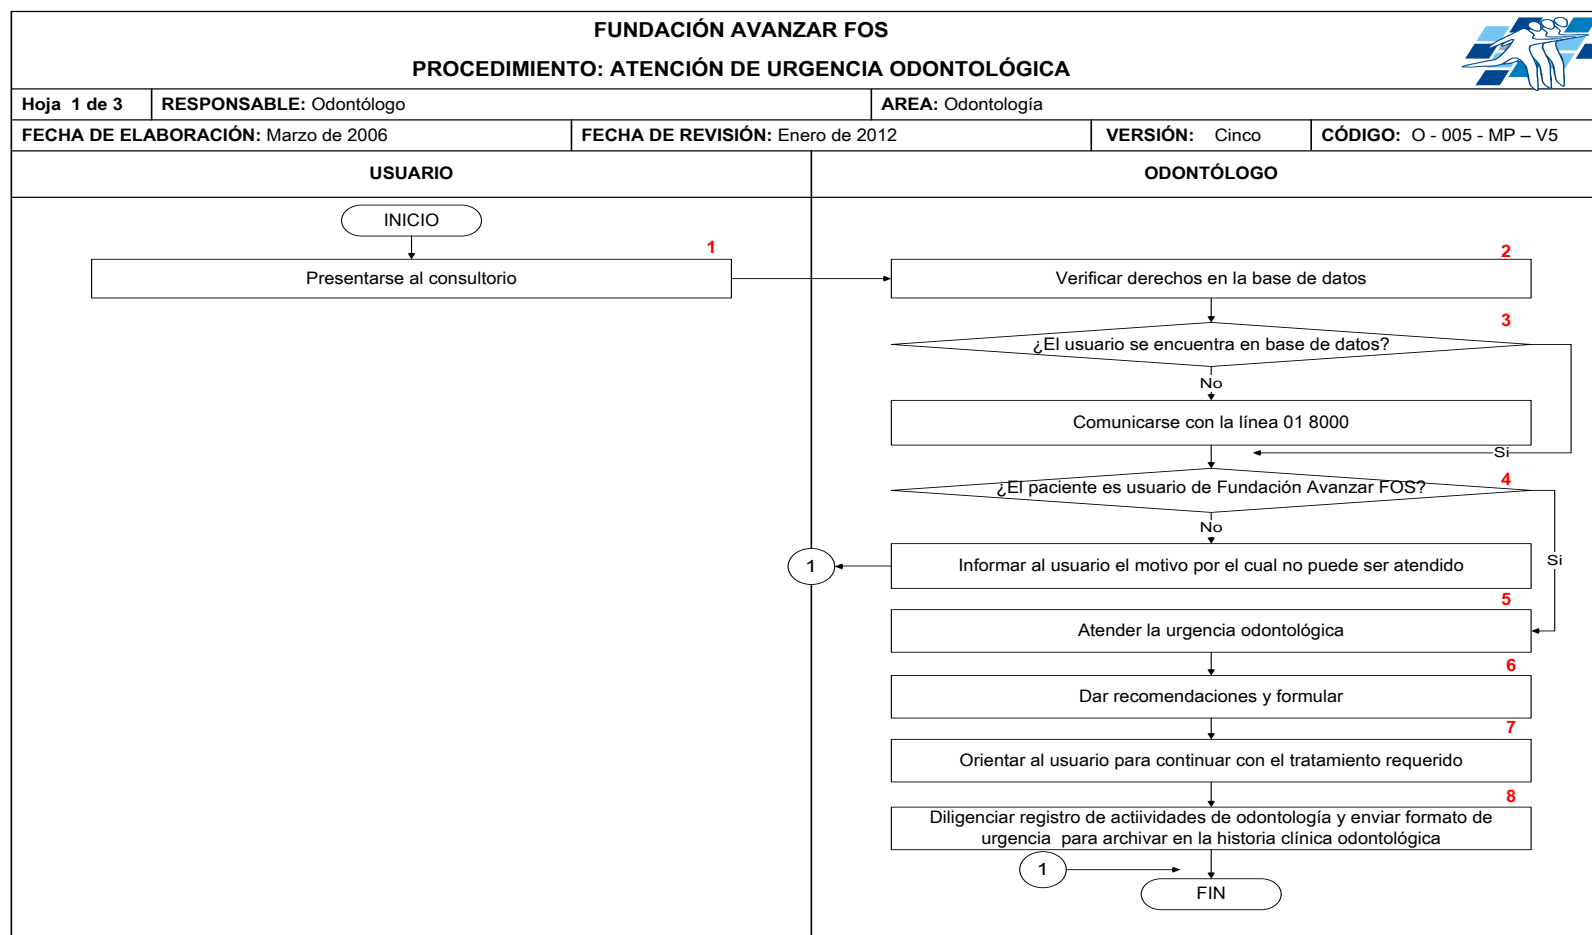 FUNDACIÓN AVANZAR FOS
PROCEDIMIENTO: ATENCIÓN DE URGENCIA ODONTOLÓGICA
Hoja 1 de 3 RESPONSABLE: Odontólogo AREA: Odontología
FECHA DE ELABORACIÓN: Marzo de 2006 FECHA DE REVISIÓN: Enero de 2012 VERSIÓN: Cinco CÓDIGO: O - 005 - MP – V5
USUARIO ODONTÓLOGO
INICIO
1
Presentarse al consultorio
2
Verificar derechos en la base de datos
3
¿El usuario se encuentra en base de datos?
No
Comunicarse con la línea 01 8000
Si
4
¿El paciente es usuario de Fundación Avanzar FOS?
No
Si
1
Informar al usuario el motivo por el cual no puede ser atendido
5
Atender la urgencia odontológica
6
Dar recomendaciones y formular
7
Orientar al usuario para continuar con el tratamiento requerido
8
Diligenciar registro de actiividades de odontología y enviar formato de
urgencia para archivar en la historia clínica odontológica
1
FIN